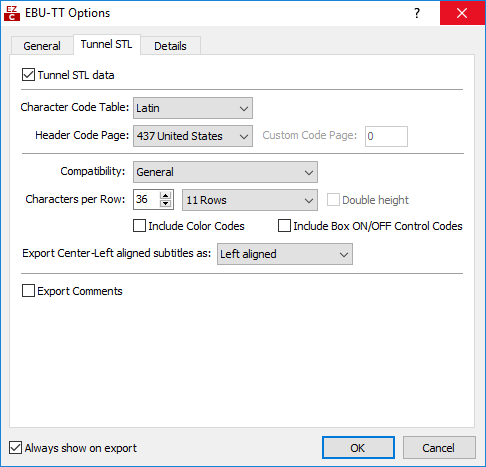 EZ
C
EBU-TT Options
?
General
Tunnel STL
Details
Tunnel STL data
Character Code Table: Latin
Header Code Page: 437 United States Custom Code Page: 0
Compatibility: General
Characters per Row: 36 11 Rows Double height
Include Color Codes Include Box ON/OFF Control Codes
Export Center-Left aligned subtitles as: Left aligned
Export Comments
Always show on export OK Cancel